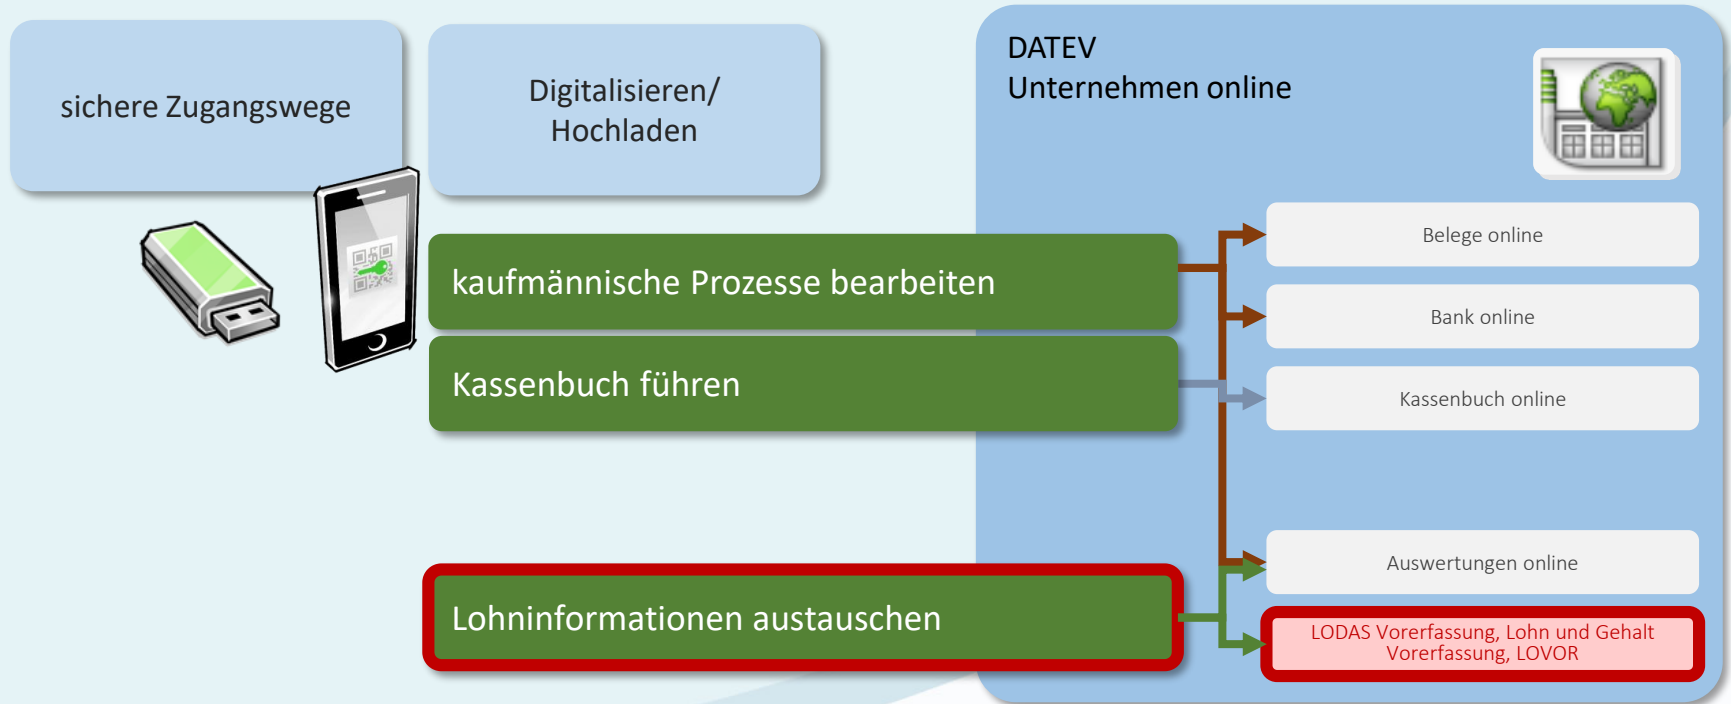 sichere Zugangswege
Digitalisieren/
Hochladen
DATEV
Unternehmen online
kaufmännische Prozesse bearbeiten
Kassenbuch führen
Lohninformationen austauschen
Belege online
Bank online
Kassenbuch online
Auswertungen online
LODAS Vorerfassung, Lohn und Gehalt
Vorerfassung, LOVOR